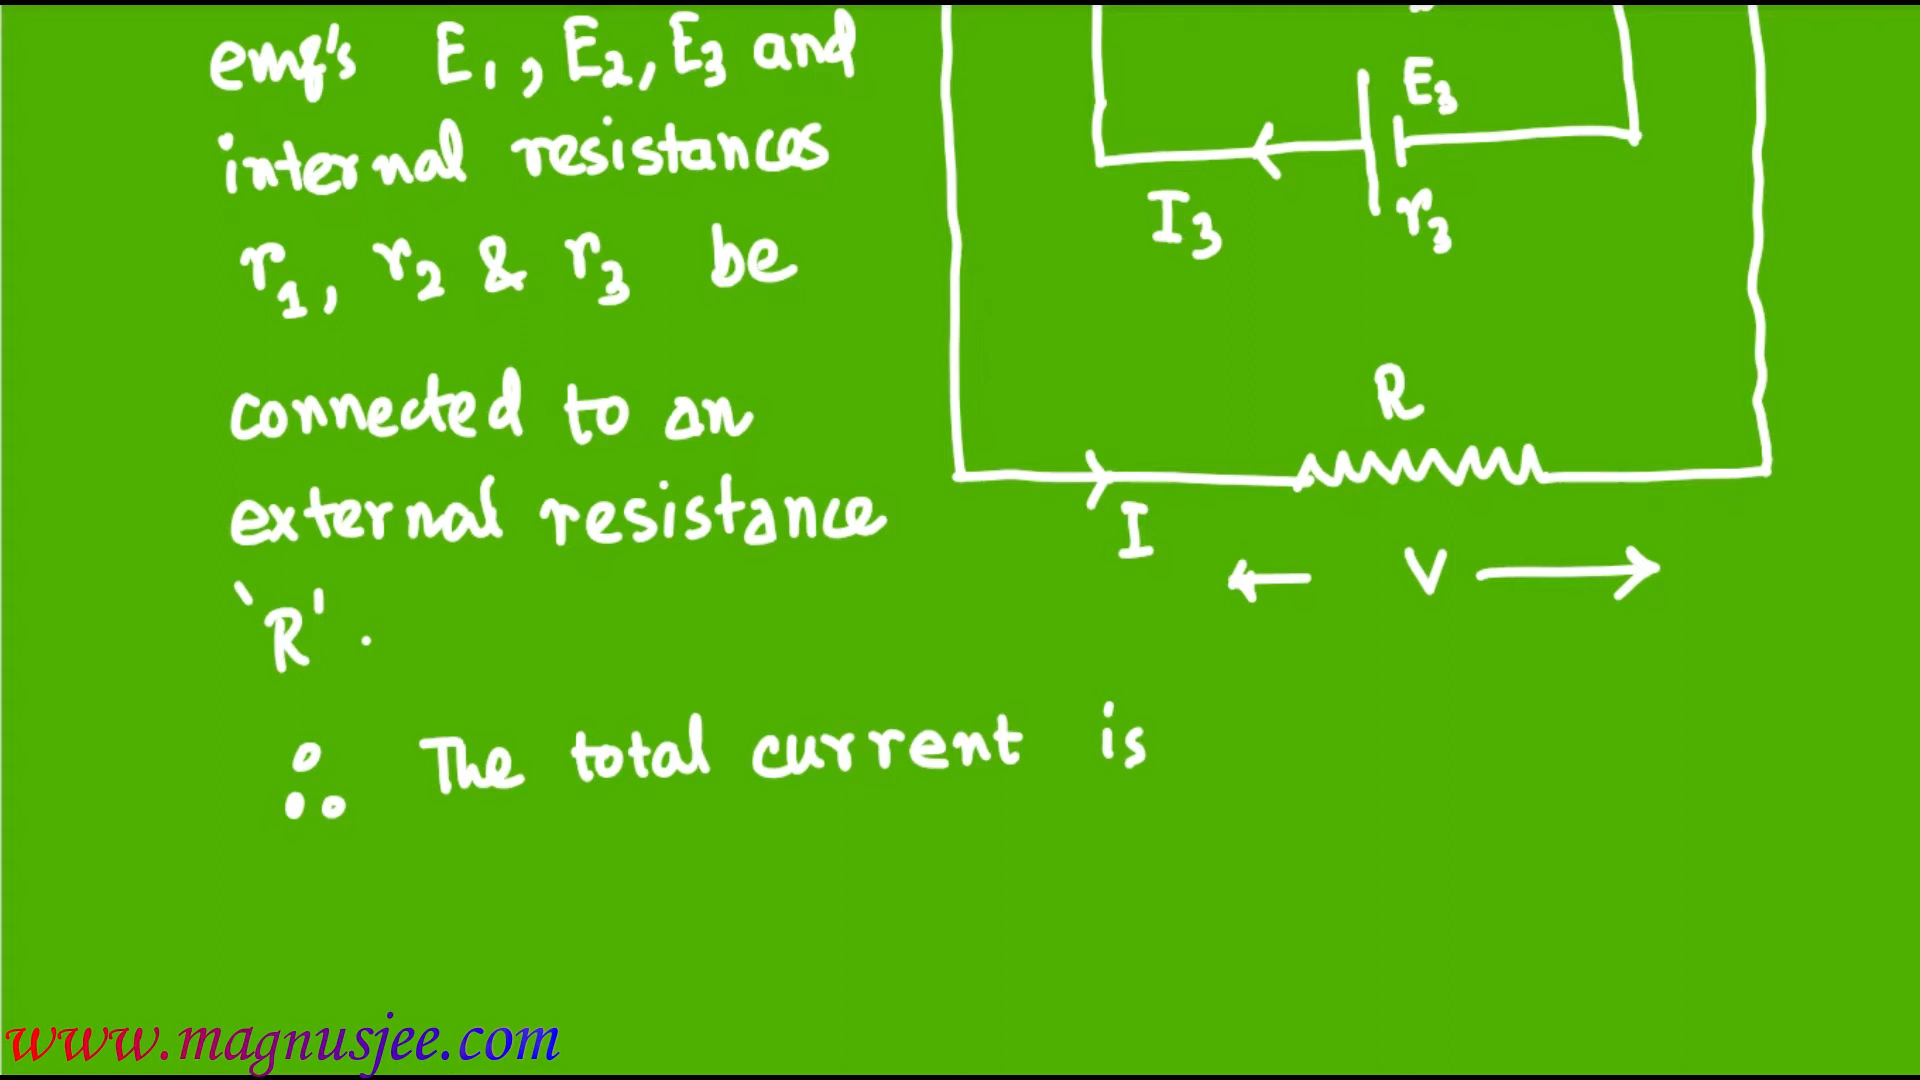 emf's E₁, E₂, E₃ and
internal resistances
r₁, r₂ & r₃ be
connected to an
external resistance
'R'.
∴ The total current is
E₃
I₃
r₃
R
I
V
www.magnusjee.com